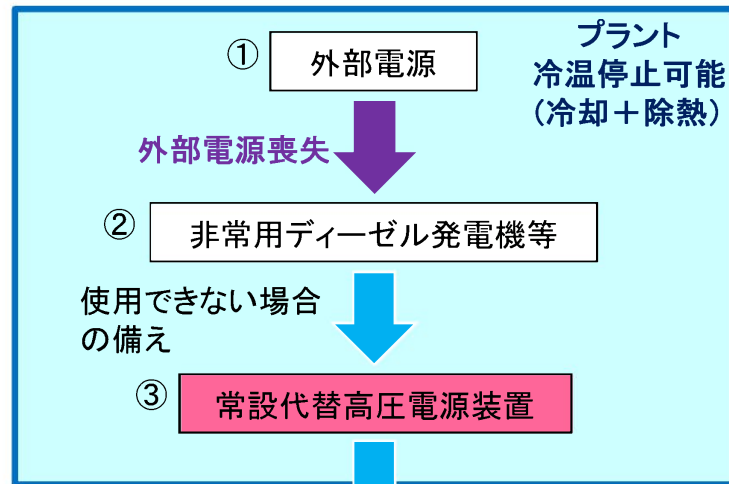 プラント
冷温停止可能
(冷却＋除熱)
① 外部電源
外部電源喪失
② 非常用ディーゼル発電機等
使用できない場合
の備え
③ 常設代替高圧電源装置